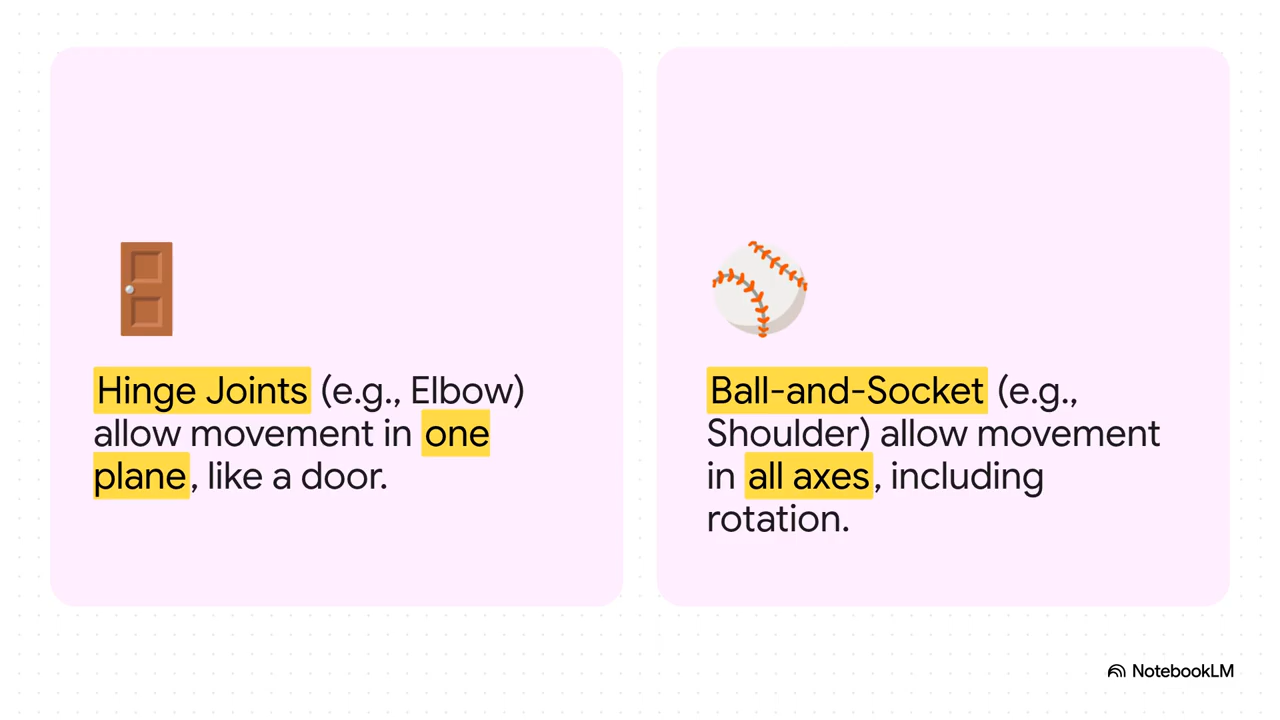 Hinge Joints (e.g., Elbow)
allow movement in one
plane, like a door.
Ball-and-Socket (e.g.,
Shoulder) allow movement
in all axes, including
rotation.
NotebookLM